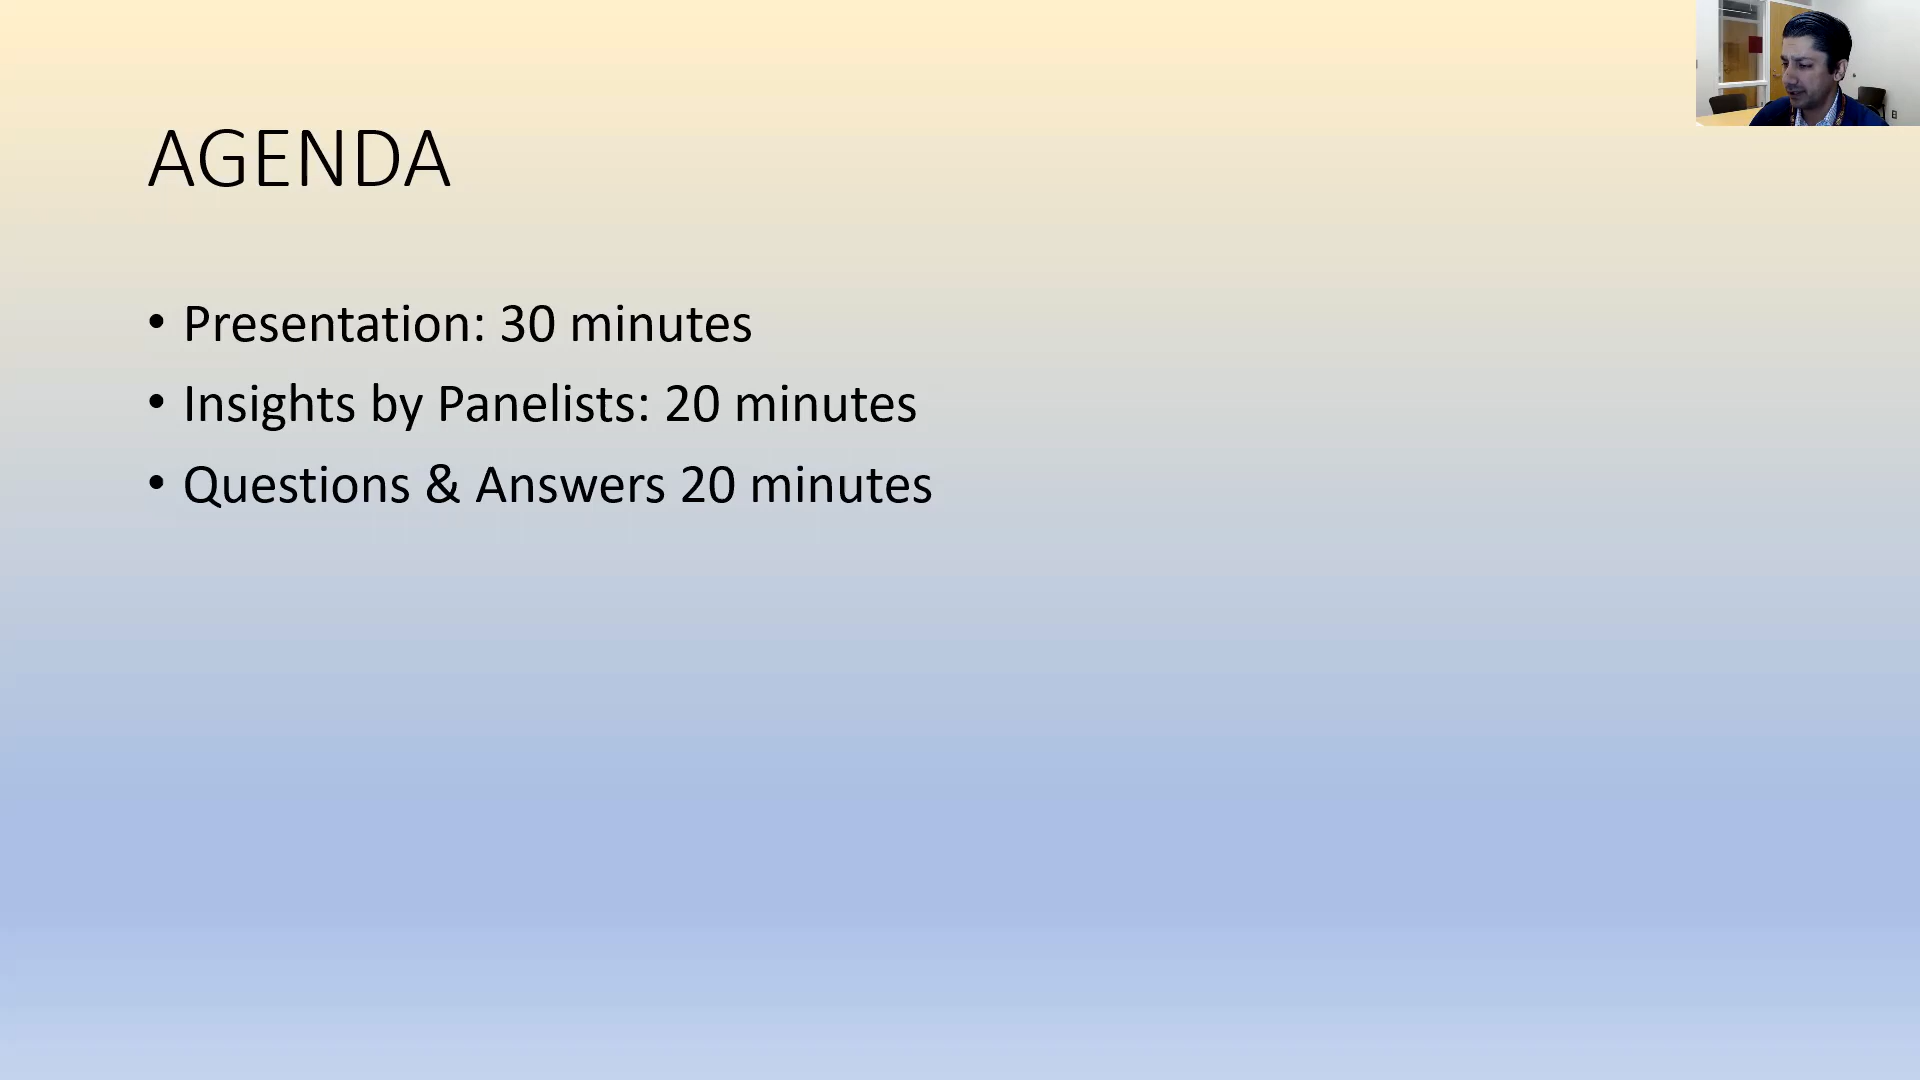 AGENDA
• Presentation: 30 minutes
• Insights by Panelists: 20 minutes
• Questions & Answers 20 minutes